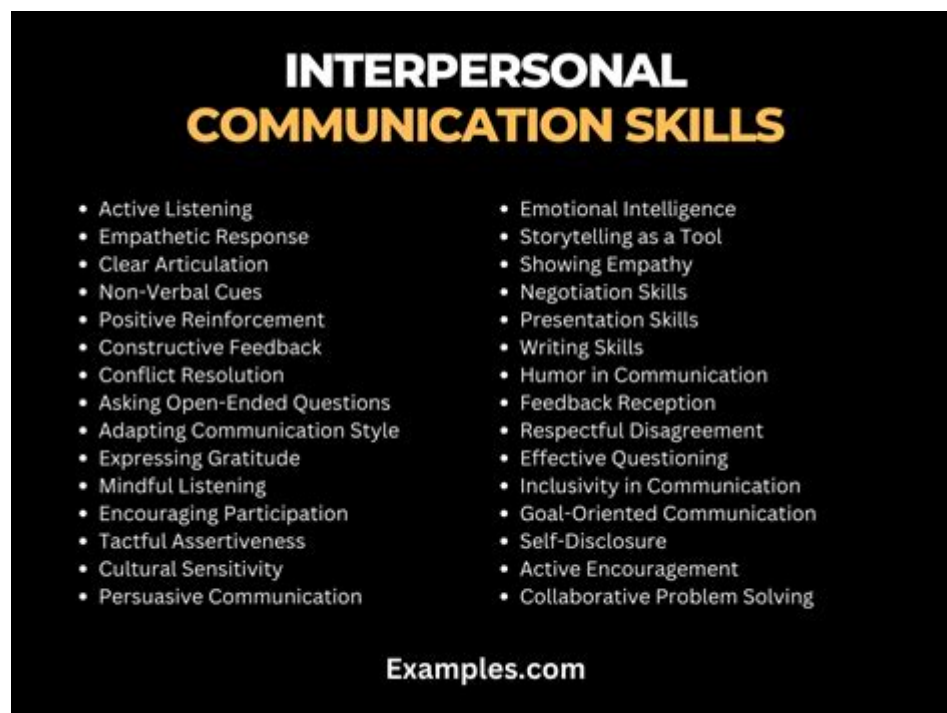 INTERPERSONAL
COMMUNICATION SKILLS
• Active Listening
• Empathetic Response
• Clear Articulation
• Non-Verbal Cues
• Positive Reinforcement
• Constructive Feedback
• Conflict Resolution
• Asking Open-Ended Questions
• Adapting Communication Style
• Expressing Gratitude
• Mindful Listening
• Encouraging Participation
• Tactful Assertiveness
• Cultural Sensitivity
• Persuasive Communication
• Emotional Intelligence
• Storytelling as a Tool
• Showing Empathy
• Negotiation Skills
• Presentation Skills
• Writing Skills
• Humor in Communication
• Feedback Reception
• Respectful Disagreement
• Effective Questioning
• Inclusivity in Communication
• Goal-Oriented Communication
• Self-Disclosure
• Active Encouragement
• Collaborative Problem Solving
Examples.com